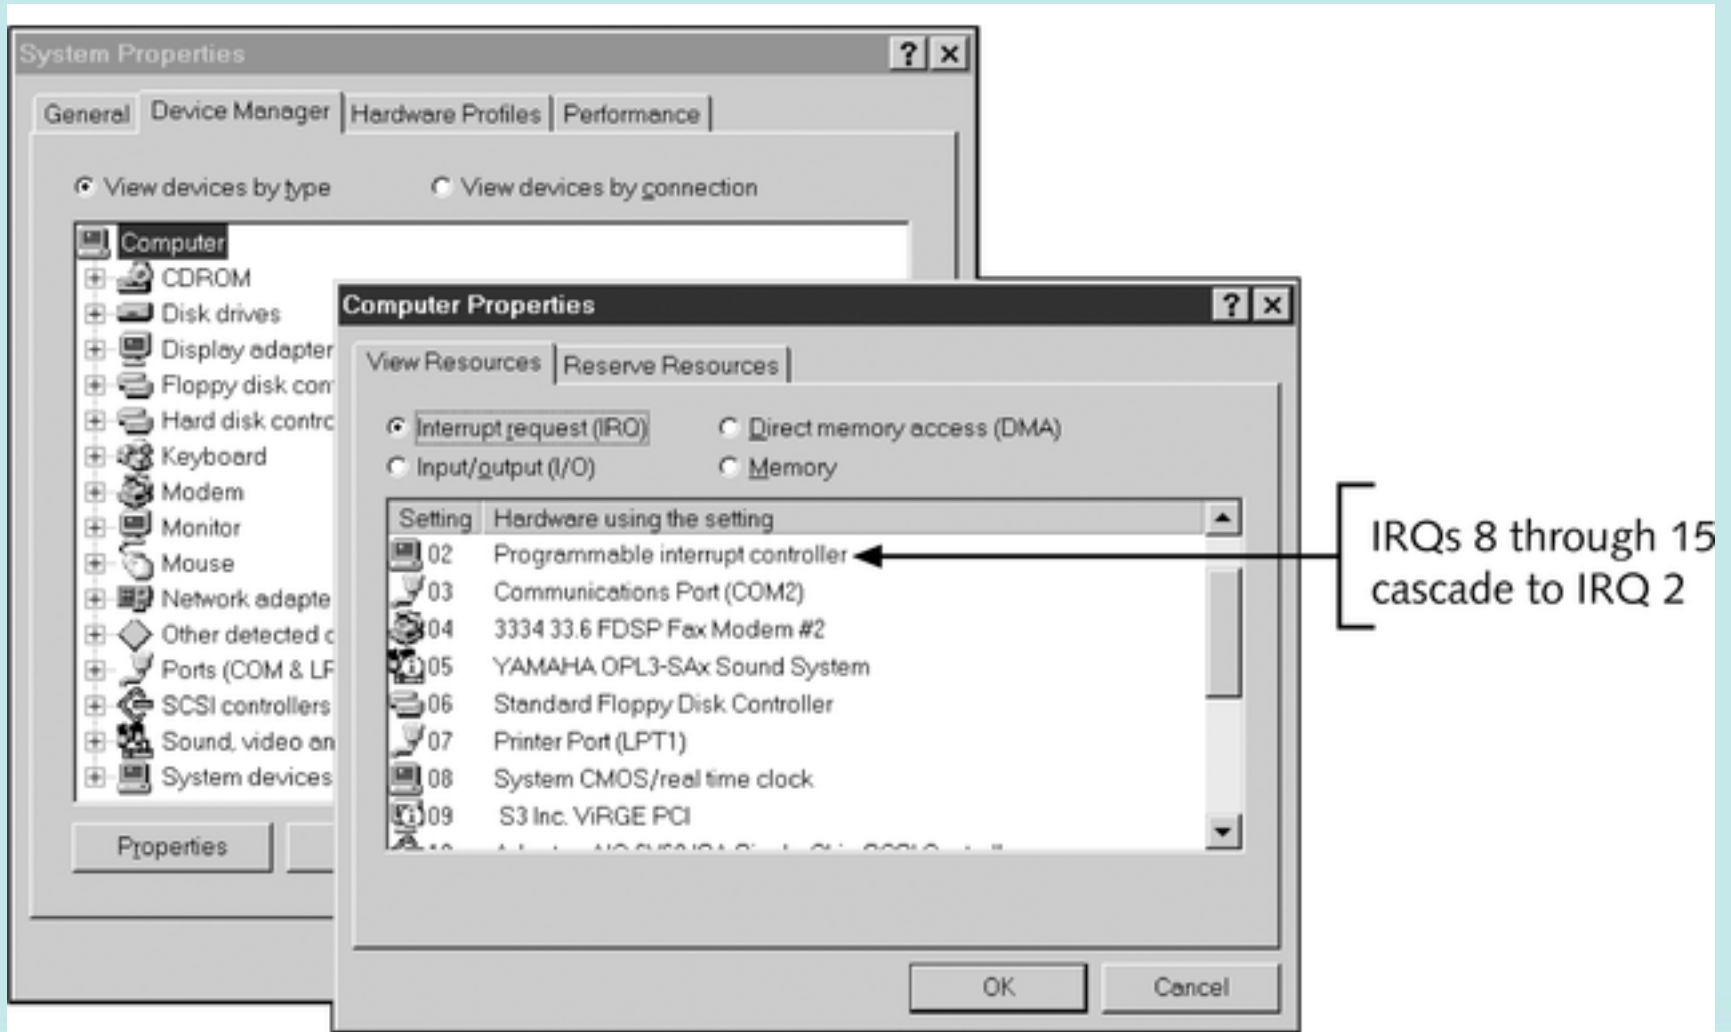 System Properties
General Device Manager Hardware Profiles Performance
View devices by type View devices by connection
Computer
CDROM
Disk drives
Display adapter
Floppy disk con
Hard disk contro
Keyboard
Modem
Monitor
Mouse
Network adapte
Other detected
Ports (COM & LP
SCSI controllers
Sound, video an
System devices
Properties
Computer Properties
View Resources Reserve Resources
Interrupt request (IRQ) Direct memory access (DMA)
Input/output (I/O) Memory
Setting Hardware using the setting
02 Programmable interrupt controller
03 Communications Port (COM2)
04 3334 33.6 FDSP Fax Modem #2
05 YAMAHA OPL3-SAx Sound System
06 Standard Floppy Disk Controller
07 Printer Port (LPT1)
08 System CMOS/real time clock
09 S3 Inc. ViRGE PCI
OK Cancel
IRQs 8 through 15
cascade to IRQ 2